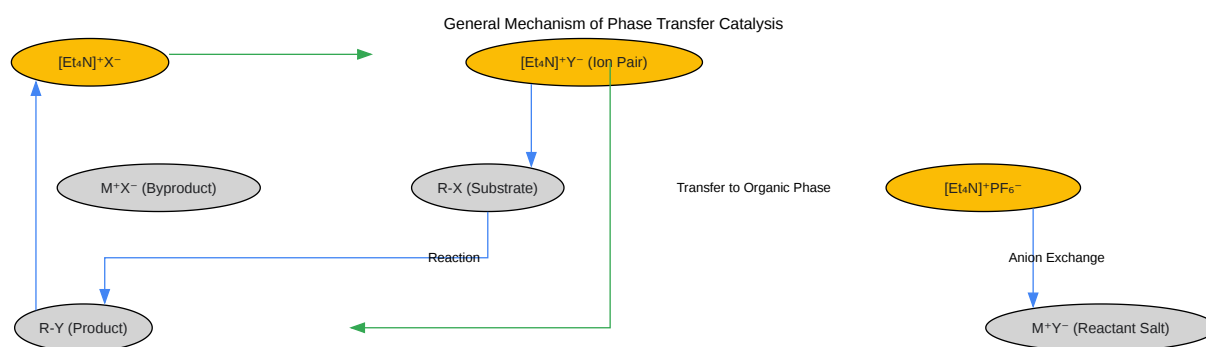 General Mechanism of Phase Transfer Catalysis
[Et₄N]⁺X⁻
[Et₄N]⁺Y⁻ (Ion Pair)
M⁺X⁻ (Byproduct)
R-X (Substrate)
Transfer to Organic Phase
[Et₄N]⁺PF₆⁻
Reaction
Anion Exchange
R-Y (Product)
M⁺Y⁻ (Reactant Salt)